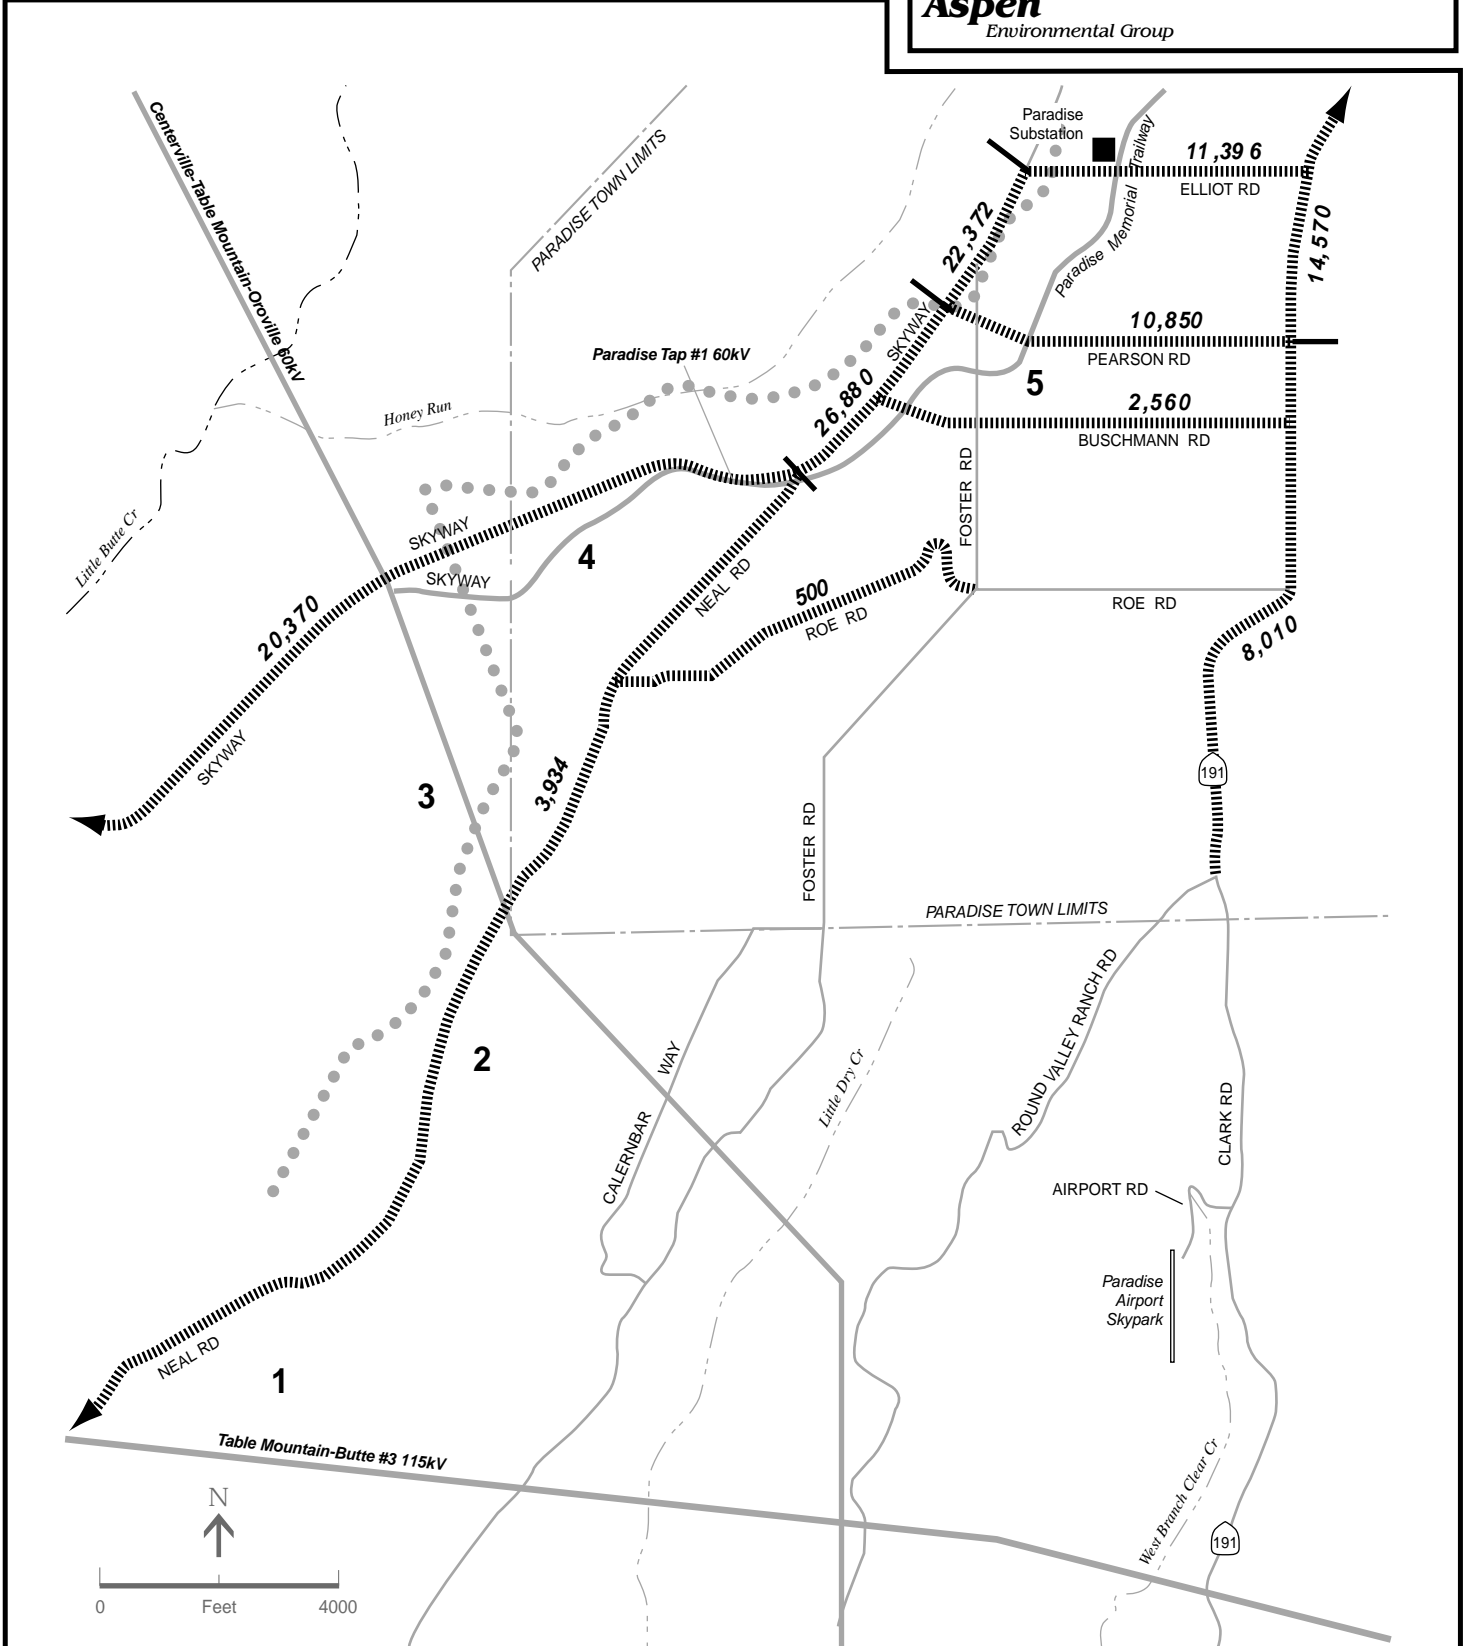 Aspen
Environmental Group
Centerville-Table Mountain-Oroville 60kV
PARADISE TOWN LIMITS
Paradise
Substation
Paradise Memorial Trailway
11,39 6
ELLIOT RD
22,372
14,570
SKYWAY
10,850
PEARSON RD
Paradise Tap #1 60kV
5
26,88 0
2,560
BUSCHMANN RD
Honey Run
FOSTER RD
Little Butte Cr
SKYWAY
SKYWAY
4
NEAL RD
500
ROE RD
ROE RD
8,010
20,370
SKYWAY
3
3,934
191
FOSTER RD
PARADISE TOWN LIMITS
2
CALERNBAR WAY
Little Dry Cr
ROUND VALLEY RANCH RD
CLARK RD
AIRPORT RD
Paradise
Airport
Skypark
NEAL RD
1
Table Mountain-Butte #3 115kV
West Branch Clear Cr
191
N
0 Feet 4000